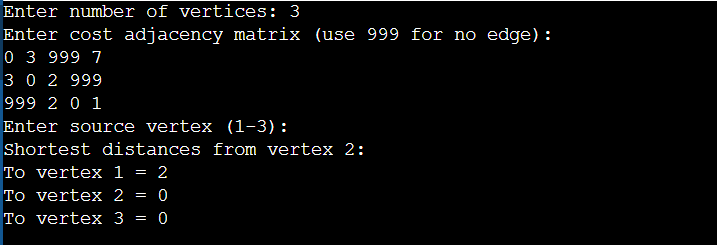 Enter number of vertices: 3
Enter cost adjacency matrix (use 999 for no edge):
0 3 999 7
3 0 2 999
999 2 0 1
Enter source vertex (1-3):
Shortest distances from vertex 2:
To vertex 1 = 2
To vertex 2 = 0
To vertex 3 = 0